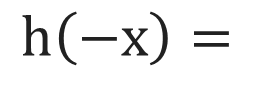 h(−x) =